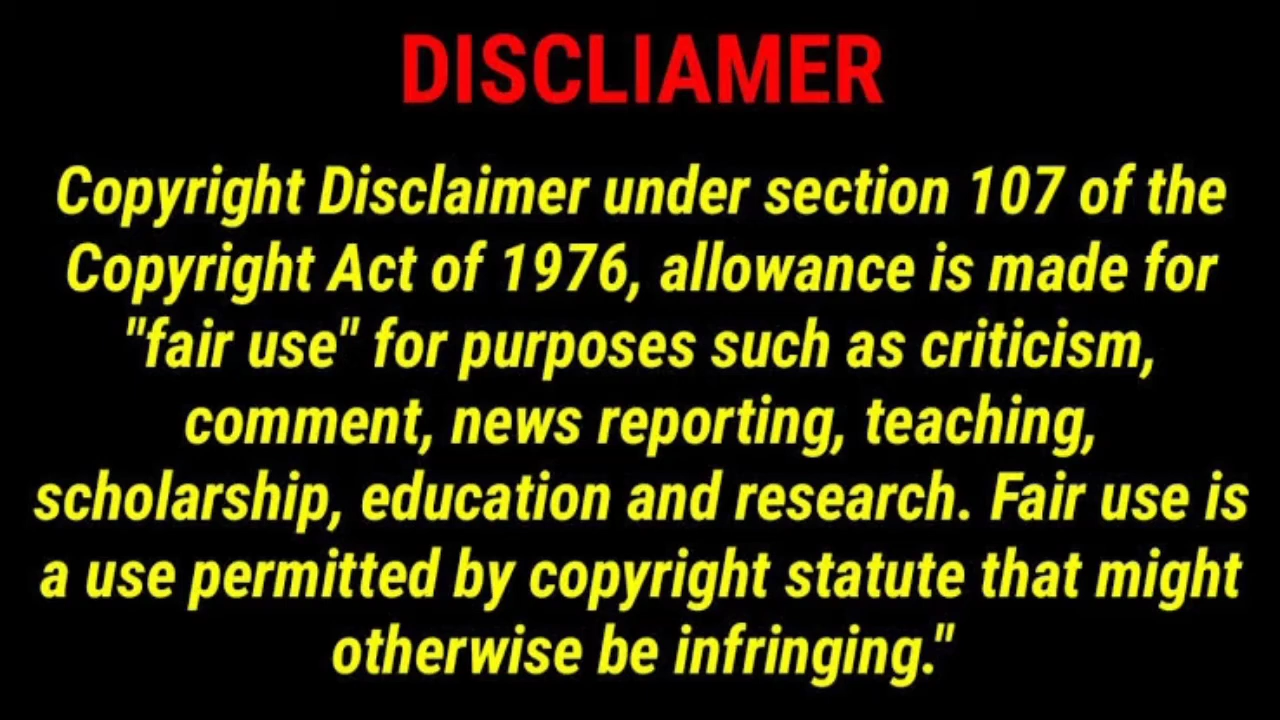 DISCLIAMER
Copyright Disclaimer under section 107 of the
Copyright Act of 1976, allowance is made for
"fair use" for purposes such as criticism,
comment, news reporting, teaching,
scholarship, education and research. Fair use is
a use permitted by copyright statute that might
otherwise be infringing."